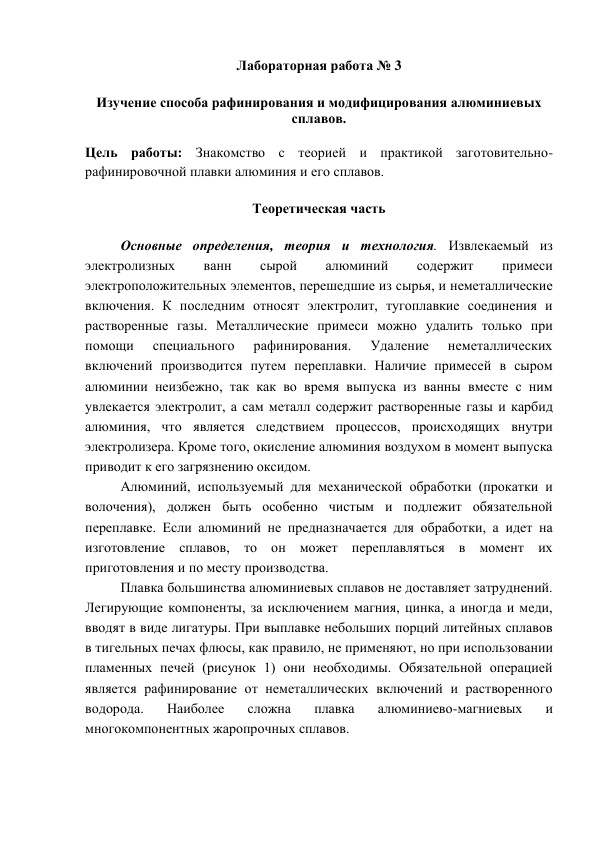 Лабораторная работа № 3
Изучение способа рафинирования и модифицирования алюминиевых
сплавов.
Цель работы: Знакомство с теорией и практикой заготовительно-
рафинировочной плавки алюминия и его сплавов.
Теоретическая часть
Основные определения, теория и технология. Извлекаемый из
электролизных ванн сырой алюминий содержит примеси
электроположительных элементов, перешедшие из сырья, и неметаллические
включения. К последним относят электролит, тугоплавкие соединения и
растворенные газы. Металлические примеси можно удалить только при
помощи специального рафинирования. Удаление неметаллических
включений производится путем переплавки. Наличие примесей в сыром
алюминии неизбежно, так как во время выпуска из ванны вместе с ним
увлекается электролит, а сам металл содержит растворенные газы и карбид
алюминия, что является следствием процессов, происходящих внутри
электролизера. Кроме того, окисление алюминия воздухом в момент выпуска
приводит к его загрязнению оксидом.
Алюминий, используемый для механической обработки (прокатки и
волочения), должен быть особенно чистым и подлежит обязательной
переплавке. Если алюминий не предназначается для обработки, а идет на
изготовление сплавов, то он может переплавляться в момент их
приготовления и по месту производства.
Плавка большинства алюминиевых сплавов не доставляет затруднений.
Легирующие компоненты, за исключением магния, цинка, а иногда и меди,
вводят в виде лигатуры. При выплавке небольших порций литейных сплавов
в тигельных печах флюсы, как правило, не применяют, но при использовании
пламенных печей (рисунок 1) они необходимы. Обязательной операцией
является рафинирование от неметаллических включений и растворенного
водорода. Наиболее сложна плавка алюминиево-магниевых и
многокомпонентных жаропрочных сплавов.